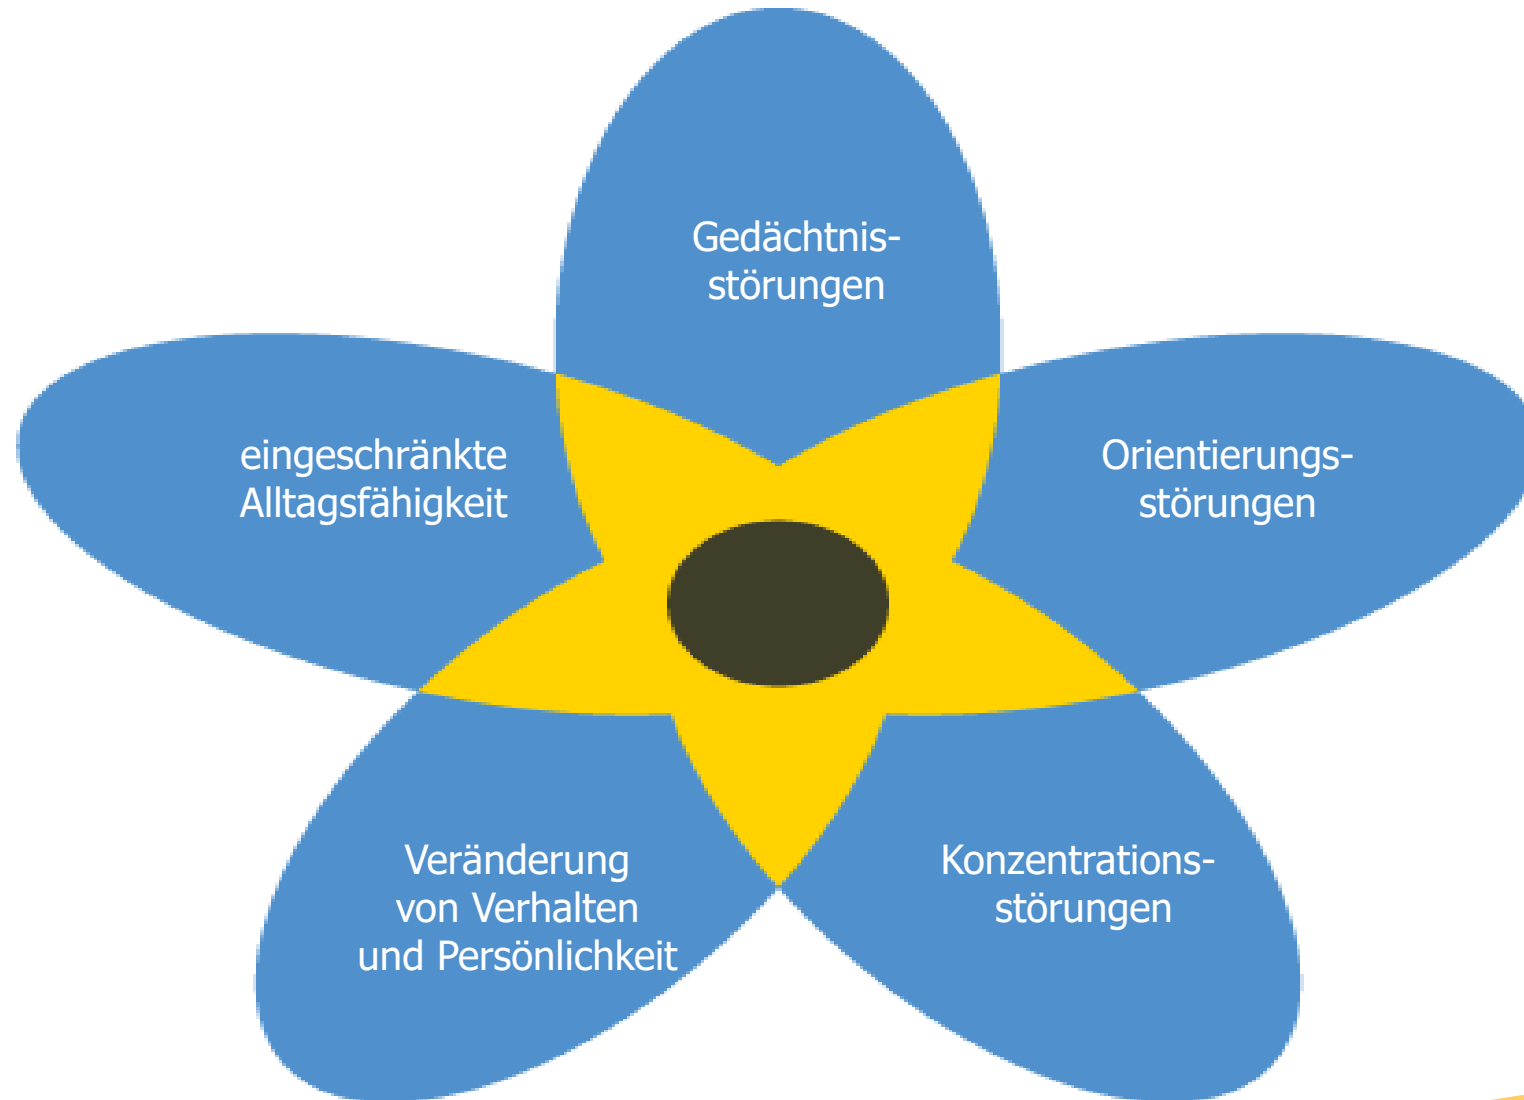 Gedächtnis-
störungen
eingeschränkte
Alltagsfähigkeit
Orientierungs-
störungen
Veränderung
von Verhalten
und Persönlichkeit
Konzentrations-
störungen